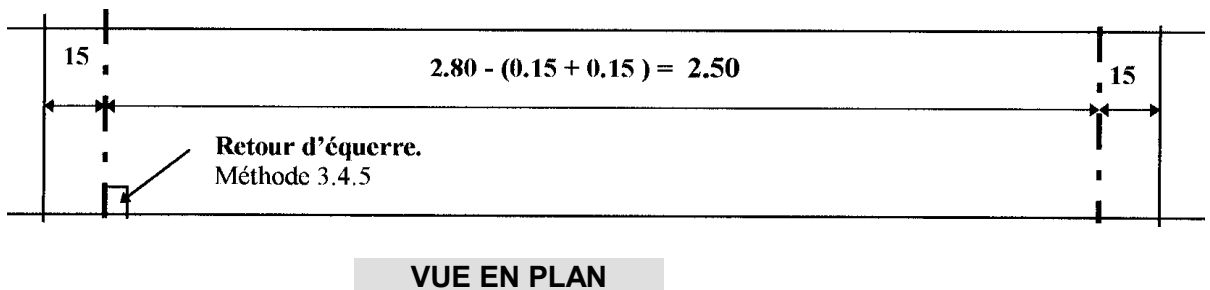 15
2.80 - (0.15 + 0.15 ) = 2.50
15
Retour d'équerre.
Méthode 3.4.5
VUE EN PLAN